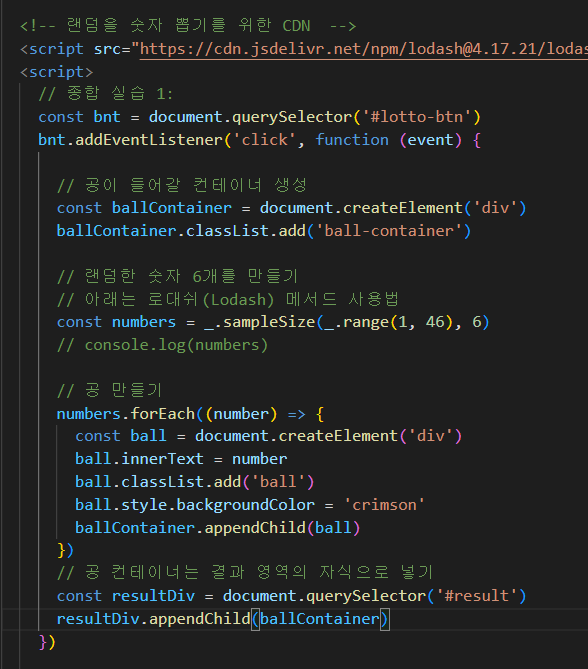 <!-- 랜덤을 숫자 뽑기를 위한 CDN  -->
<script src="https://cdn.jsdelivr.net/npm/lodash@4.17.21/lodas
<script>
// 종합 실습 1:
const bnt = document.querySelector('#lotto-btn')
bnt.addEventListener('click', function (event) {
// 공이 들어갈 컨테이너 생성
const ballContainer = document.createElement('div')
ballContainer.classList.add('ball-container')
// 랜덤한 숫자 6개를 만들기
// 아래는 로대쉬(Lodash) 메서드 사용법
const numbers = _.sampleSize(_.range(1, 46), 6)
// console.log(numbers)
// 공 만들기
numbers.forEach((number) => {
const ball = document.createElement('div')
ball.innerText = number
ball.classList.add('ball')
ball.style.backgroundColor = 'crimson'
ballContainer.appendChild(ball)
})
// 공 컨테이너는 결과 영역의 자식으로 넣기
const resultDiv = document.querySelector('#result')
resultDiv.appendChild(ballContainer)
})